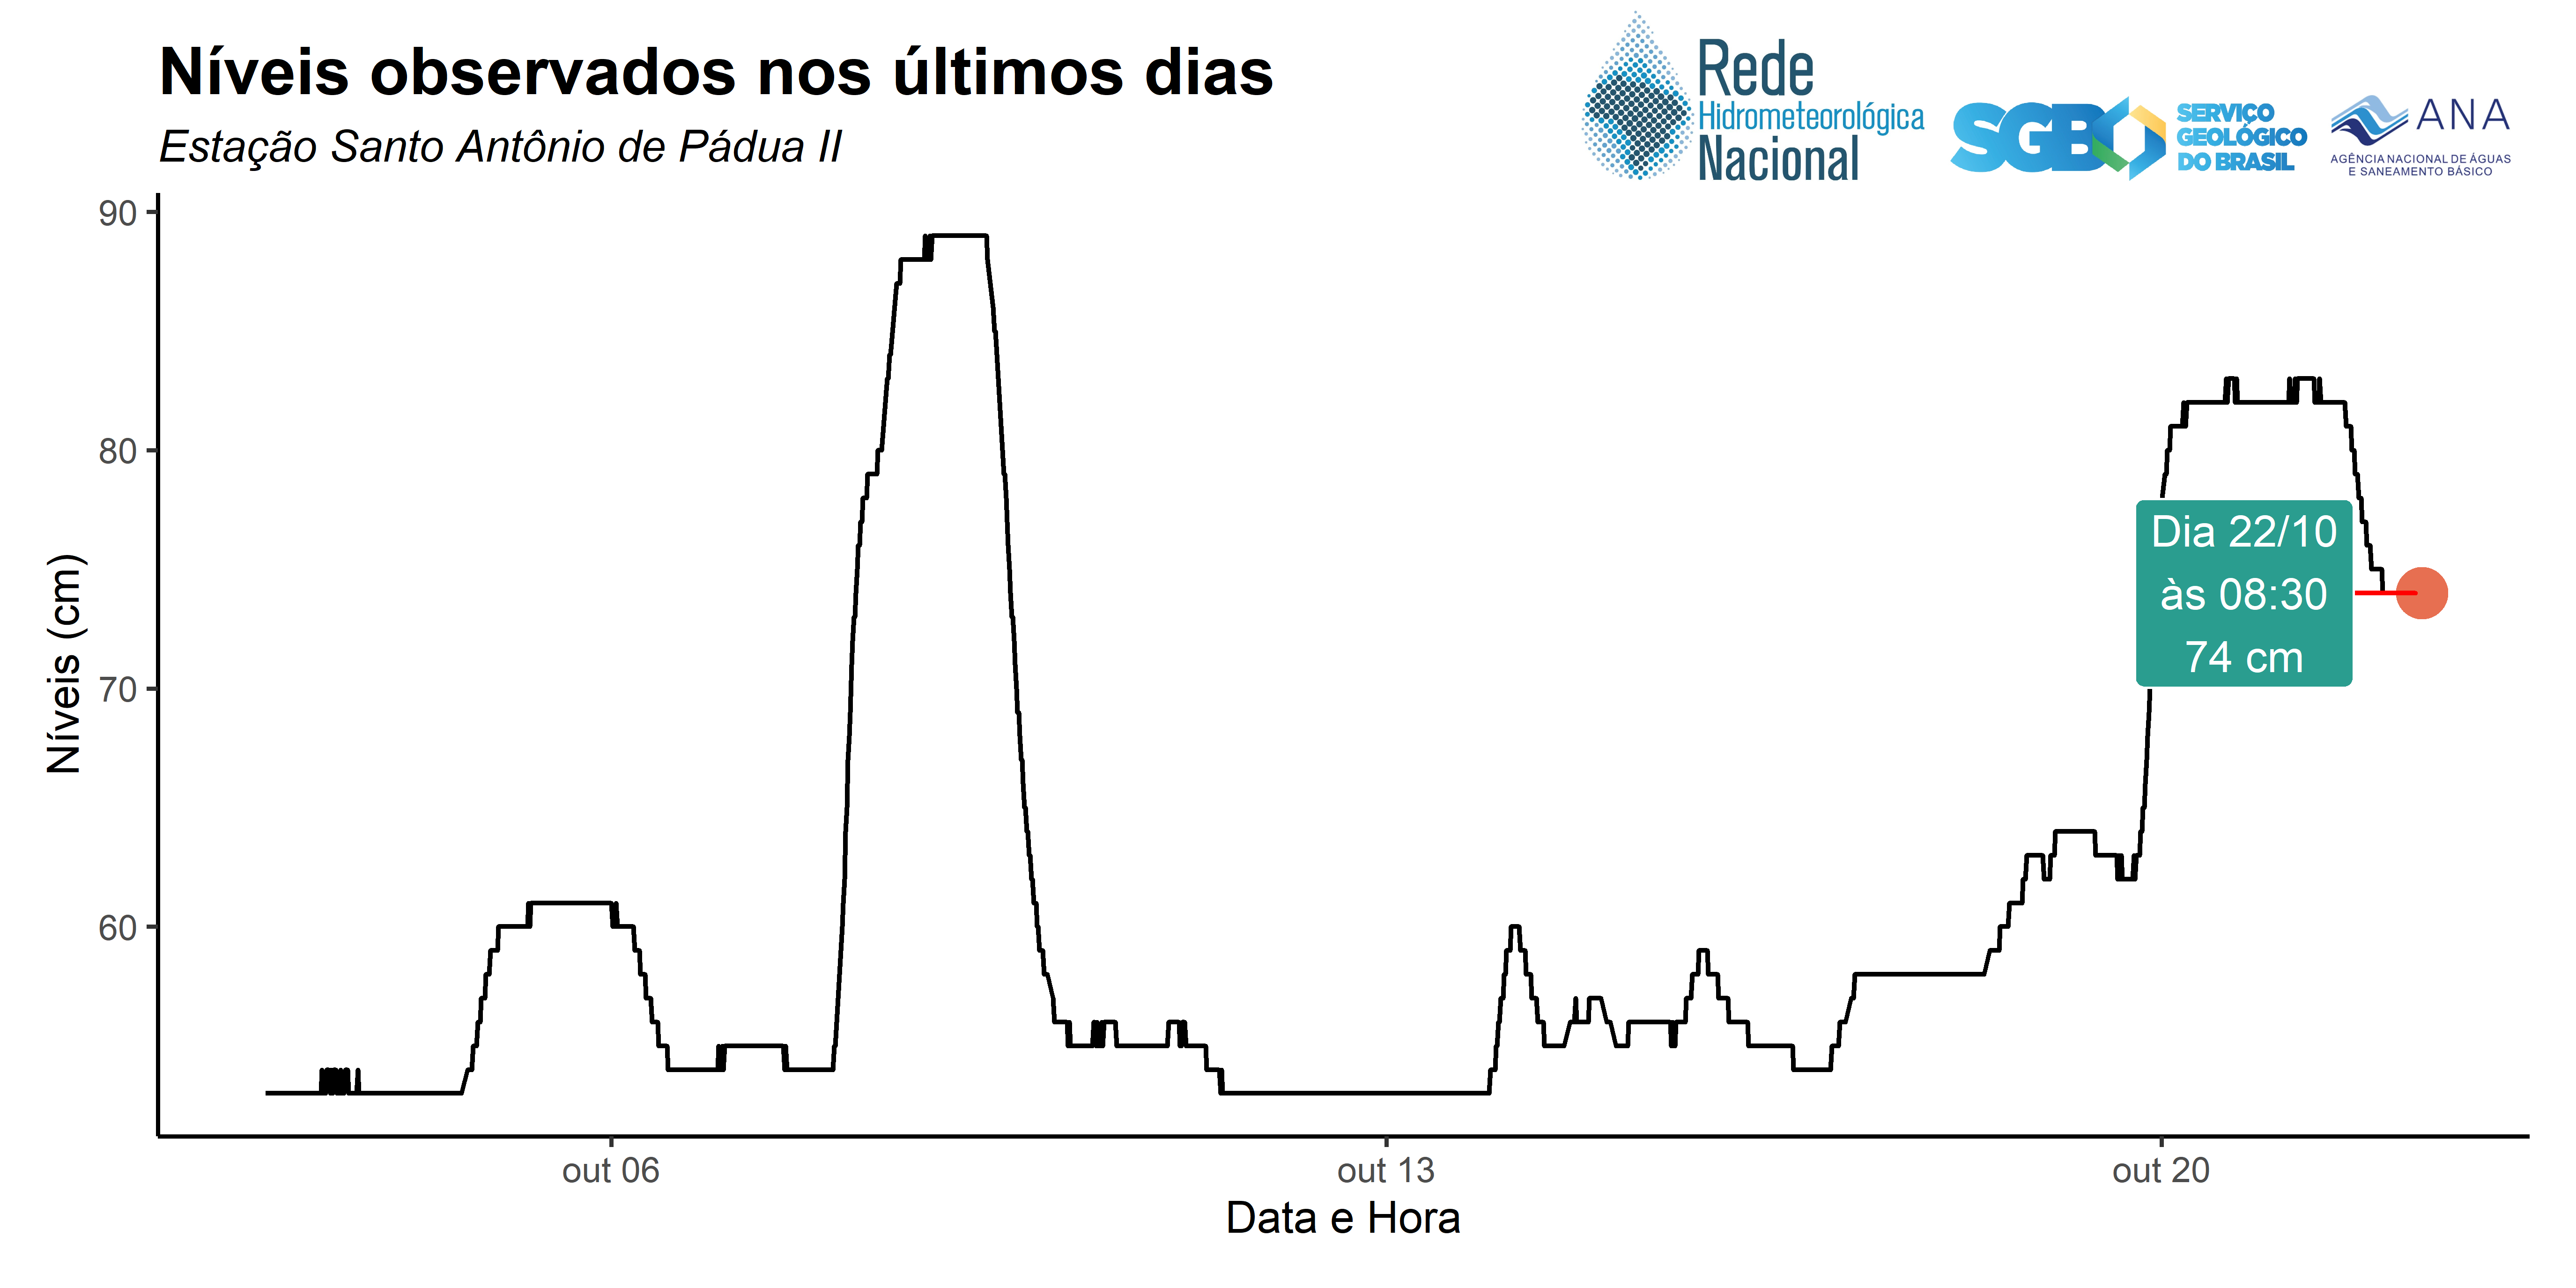 Níveis observados nos últimos dias
Estação Santo Antônio de Pádua II
Rede
Hidrometeorológica
Nacional
SGB
SERVIÇO
GEOLÓGICO
DO BRASIL
ANA
AGÊNCIA NACIONAL DE ÁGUAS
E SANEAMENTO BÁSICO
Níveis (cm)
90
80
70
60
Dia 22/10
às 08:30
74 cm
out 06
out 13
out 20
Data e Hora